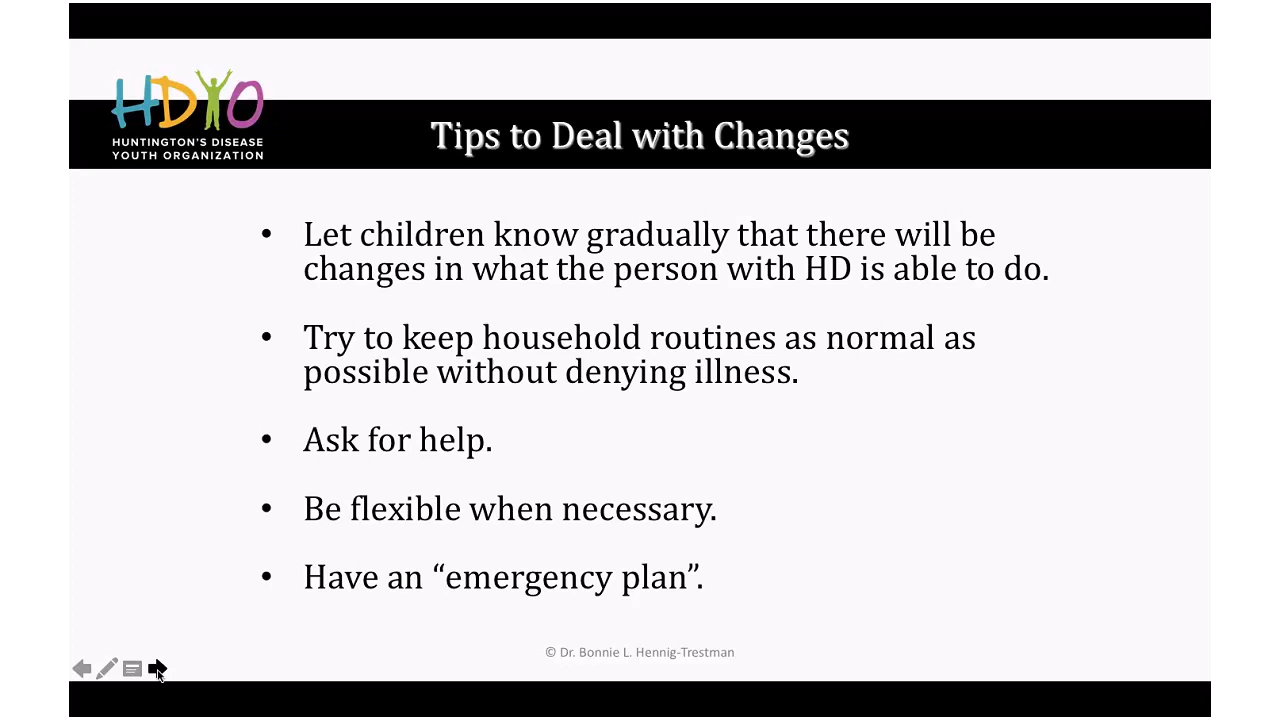 HDYO
HUNTINGTON'S DISEASE
YOUTH ORGANIZATION
Tips to Deal with Changes
• Let children know gradually that there will be
changes in what the person with HD is able to do.
• Try to keep household routines as normal as
possible without denying illness.
• Ask for help.
• Be flexible when necessary.
• Have an “emergency plan”.
© Dr. Bonnie L. Hennig-Trestman